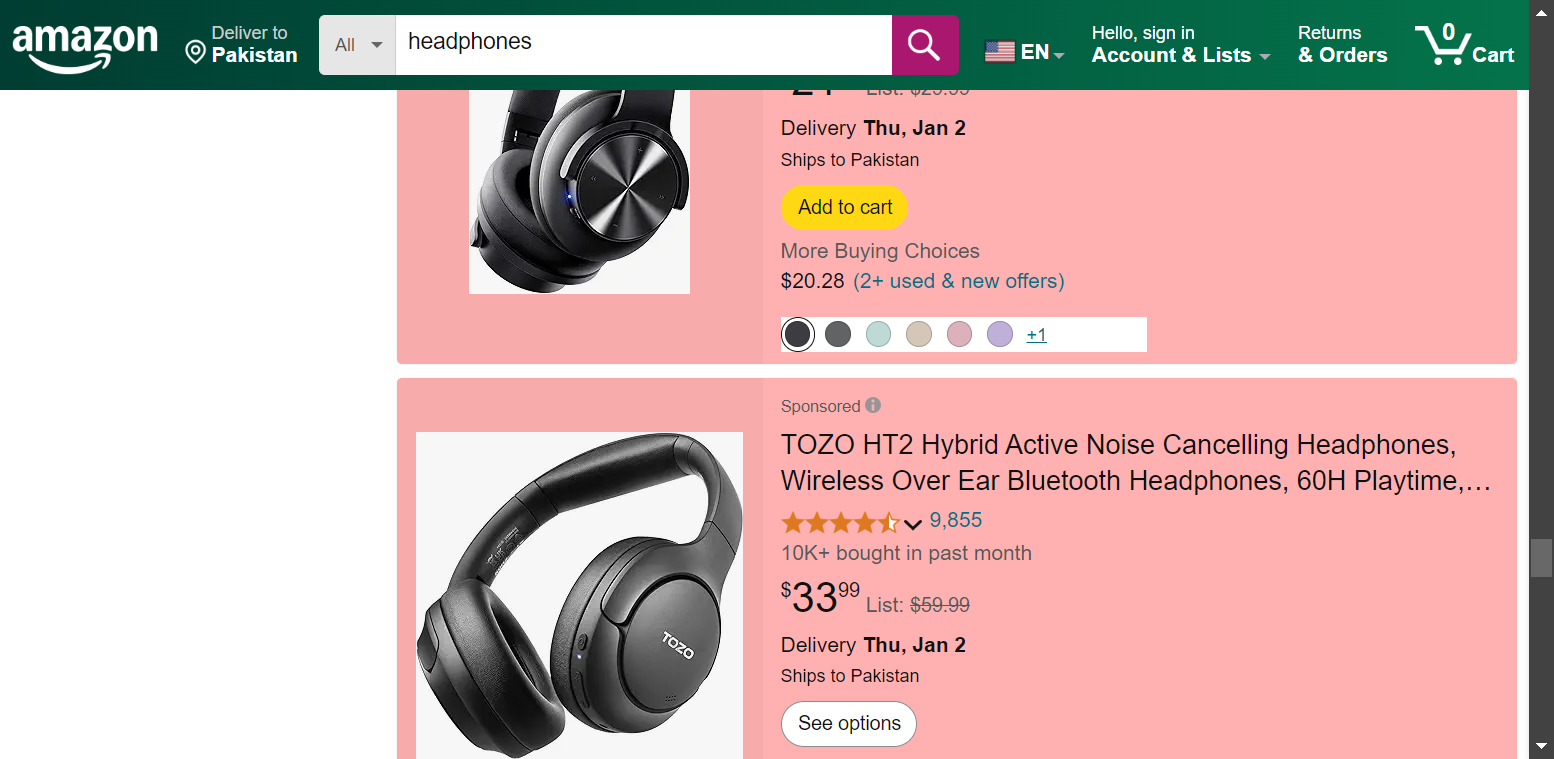 amazon
Deliver to
Pakistan
All
headphones
EN
Hello, sign in
Account & Lists
Returns
& Orders
0
Cart
List: $29.99
Delivery Thu, Jan 2
Ships to Pakistan
Add to cart
More Buying Choices
$20.28 (2+ used & new offers)
+1
Sponsored
TOZO HT2 Hybrid Active Noise Cancelling Headphones,
Wireless Over Ear Bluetooth Headphones, 60H Playtime,…
9,855
10K+ bought in past month
$33 99 List: $59.99
Delivery Thu, Jan 2
Ships to Pakistan
See options
TOZO